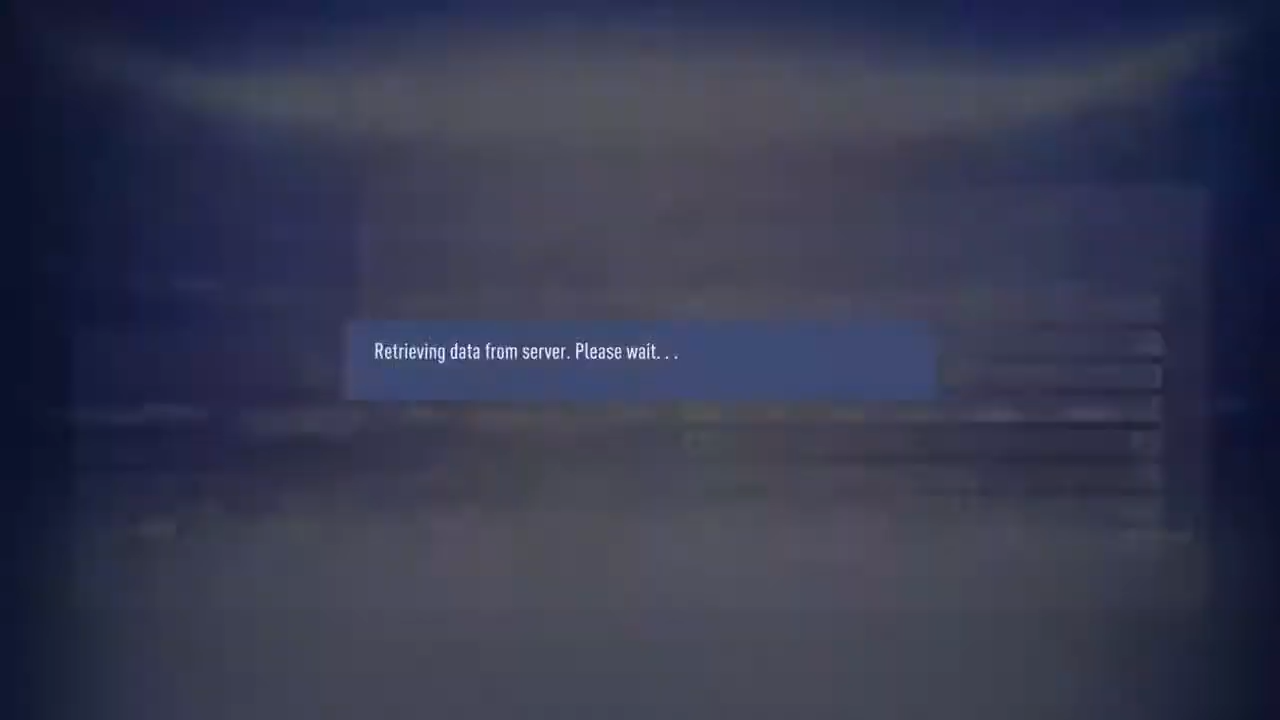 Retrieving data from server. Please wait. . .